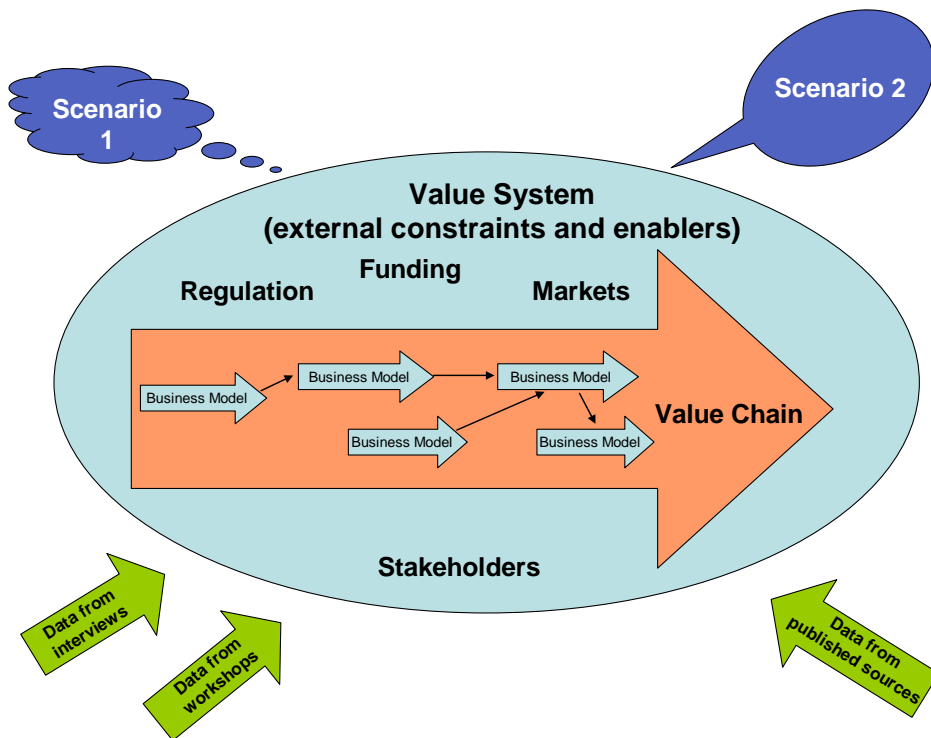 Scenario
1
Scenario 2
Value System
(external constraints and enablers)
Funding
Regulation
Markets
Business Model
Business Model
Business Model
Value Chain
Business Model
Business Model
Stakeholders
Data from
interviews
Data from
workshops
Data from
published sources